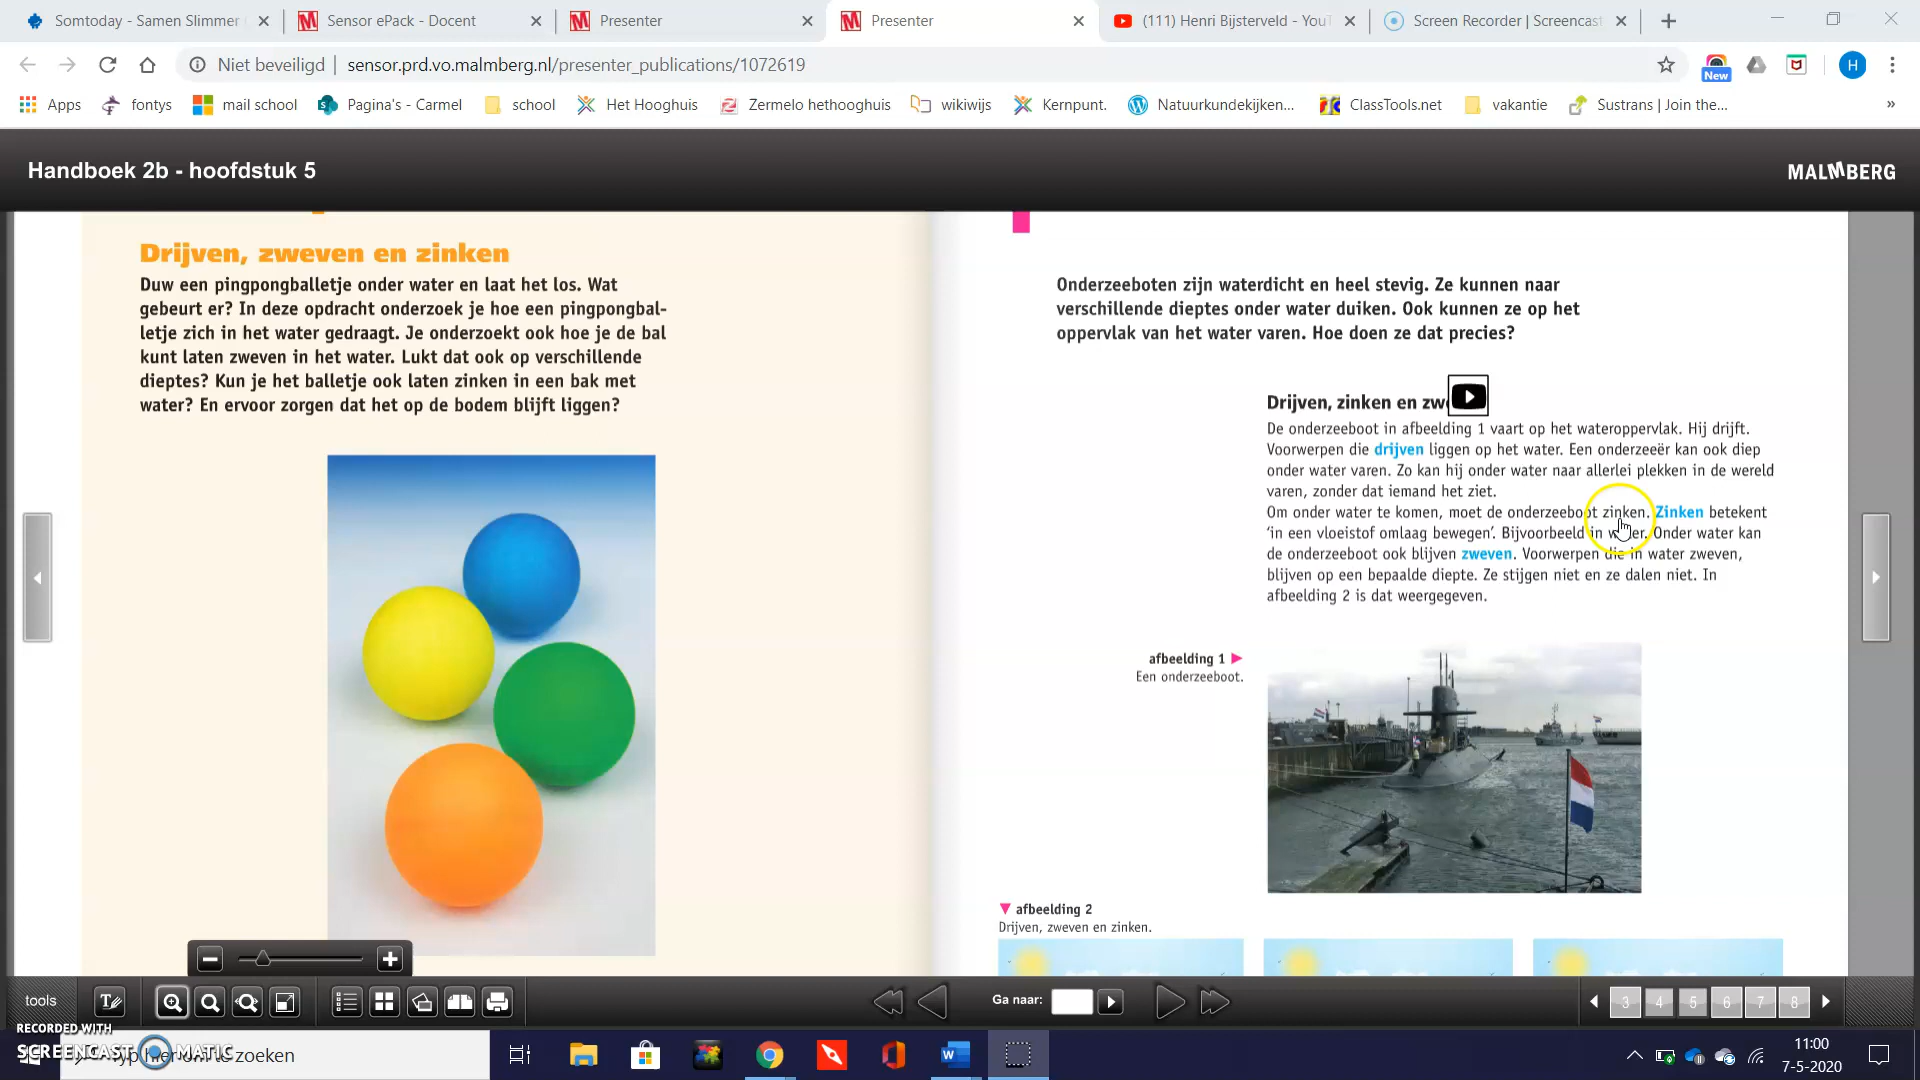 Somtoday - Samen Slimmer
Sensor ePack - Docent
Presenter
Presenter
(111) Henri Bijsterveld - YouT
Screen Recorder | Screencast
Niet beveiligd
sensor.prd.vo.malmberg.nl/presenter_publications/1072619
New
H
Apps
fontys
mail school
Pagina's - Carmel
school
Het Hooghuis
Zermelo hethooghuis
wikiwijs
Kernpunt.
Natuurkundekijken...
ClassTools.net
vakantie
Sustrans | Join the...
»
Handboek 2b - hoofdstuk 5
MALMBERG
Drijven, zweven en zinken
Duw een pingpongballetje onder water en laat het los. Wat
gebeurt er? In deze opdracht onderzoek je hoe een pingpongbal-
letje zich in het water gedraagt. Je onderzoekt ook hoe je de bal
kunt laten zweven in het water. Lukt dat ook op verschillende
dieptes? Kun je het balletje ook laten zinken in een bak met
water? En ervoor zorgen dat het op de bodem blijft liggen?
Onderzeeboten zijn waterdicht en heel stevig. Ze kunnen naar
verschillende dieptes onder water duiken. Ook kunnen ze op het
oppervlak van het water varen. Hoe doen ze dat precies?
Drijven, zinken en zwe
De onderzeeboot in afbeelding 1 vaart op het wateroppervlak. Hij drijft.
Voorwerpen die drijven liggen op het water. Een onderzeeër kan ook diep
onder water varen. Zo kan hij onder water naar allerlei plekken in de wereld
varen, zonder dat iemand het ziet.
Om onder water te komen, moet de onderzeeboot zinken. Zinken betekent
‘in een vloeistof omlaag bewegen’. Bijvoorbeeld in water. Onder water kan
de onderzeeboot ook blijven zweven. Voorwerpen die in water zweven,
blijven op een bepaalde diepte. Ze stijgen niet en ze dalen niet. In
afbeelding 2 is dat weergegeven.
afbeelding 1
Een onderzeeboot.
afbeelding 2
Drijven, zweven en zinken.
tools
Ga naar:
3 4 5 6 7 8
RECORDED WITH
SCREENCAST MATIC
Typ hier om te zoeken
11:00
7-5-2020